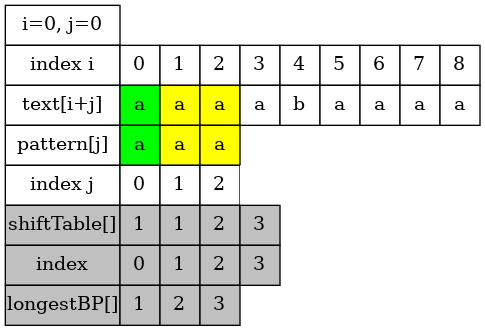 i=0, j=0
index i 0 1 2 3 4 5 6 7 8
text[i+j] a a a a b a a a a
pattern[j] a a a
index j 0 1 2
shiftTable[] 1 1 2 3
index 0 1 2 3
longestBP[] 1 2 3